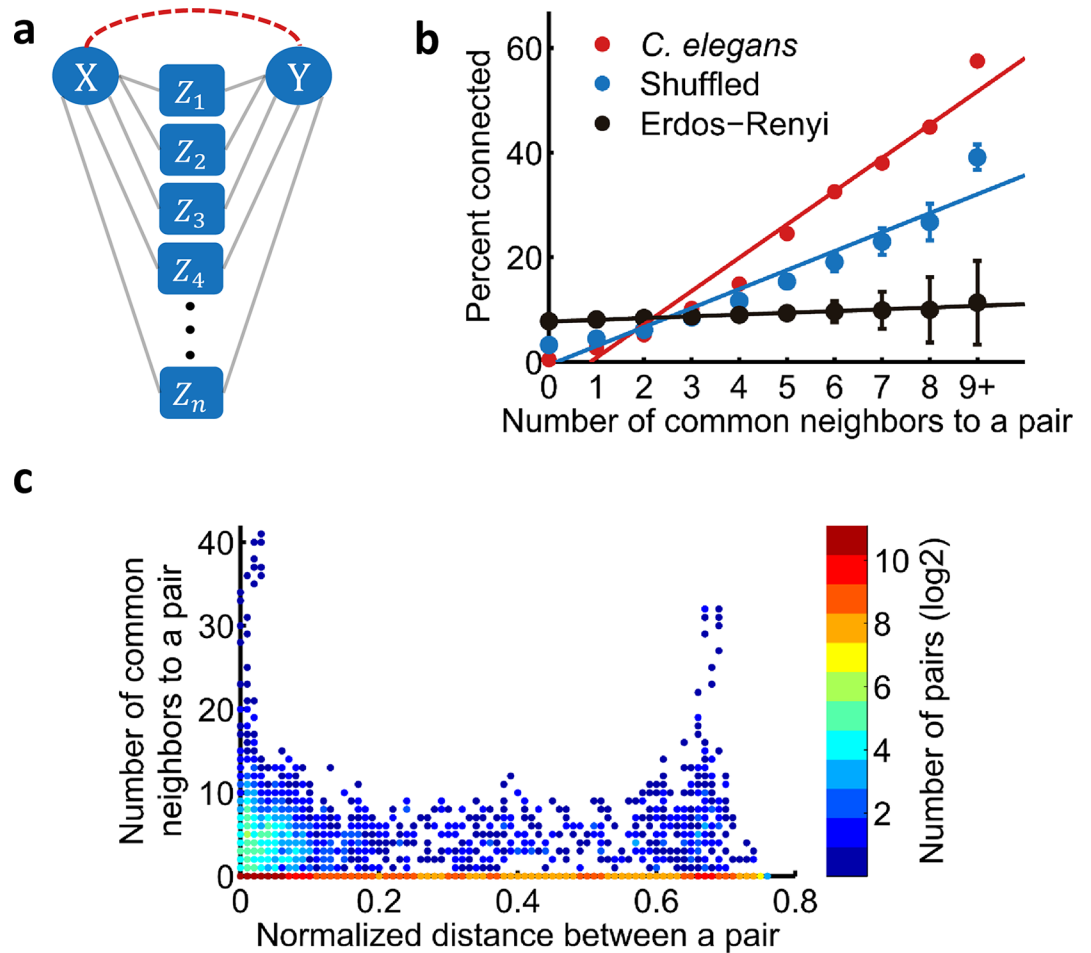 a
X
Y
Z1
Z2
Z3
Z4
Zn
b
C. elegans
Shuffled
Erdos−Renyi
Percent connected
60
40
20
0
0 1 2 3 4 5 6 7 8 9+
Number of common neighbors to a pair
c
Number of common
neighbors to a pair
40
30
20
10
0
0 0.2 0.4 0.6 0.8
Normalized distance between a pair
10
8
6
4
2
Number of pairs (log2)